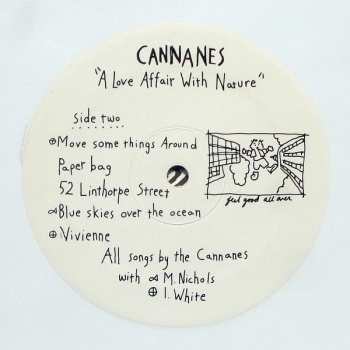 CANNANES
"A Love Affair With Nature"
Side two
⊕Move some things Around
Paper bag
52 Linthorpe Street
∞Blue skies over the ocean
⊕Vivienne
feel good all over
All songs by the Cannanes
with ∞ M. Nichols
⊕ I. White